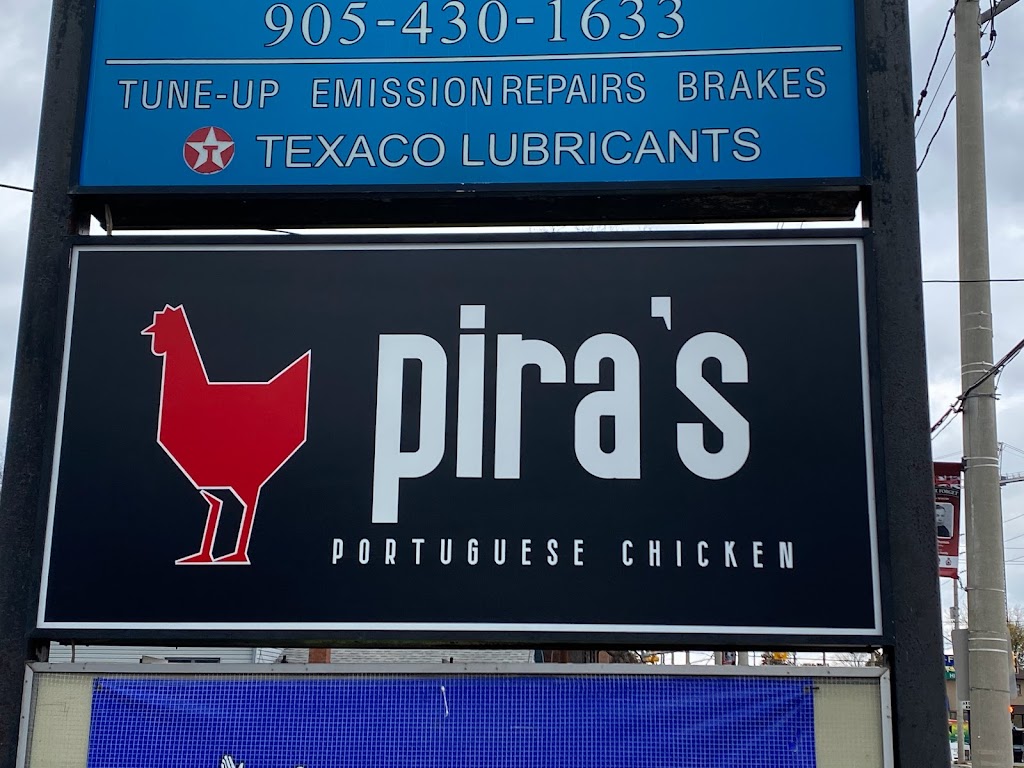 905-430-1633
TUNE-UP EMISSION REPAIRS BRAKES
TEXACO LUBRICANTS
pira's
PORTUGUESE CHICKEN